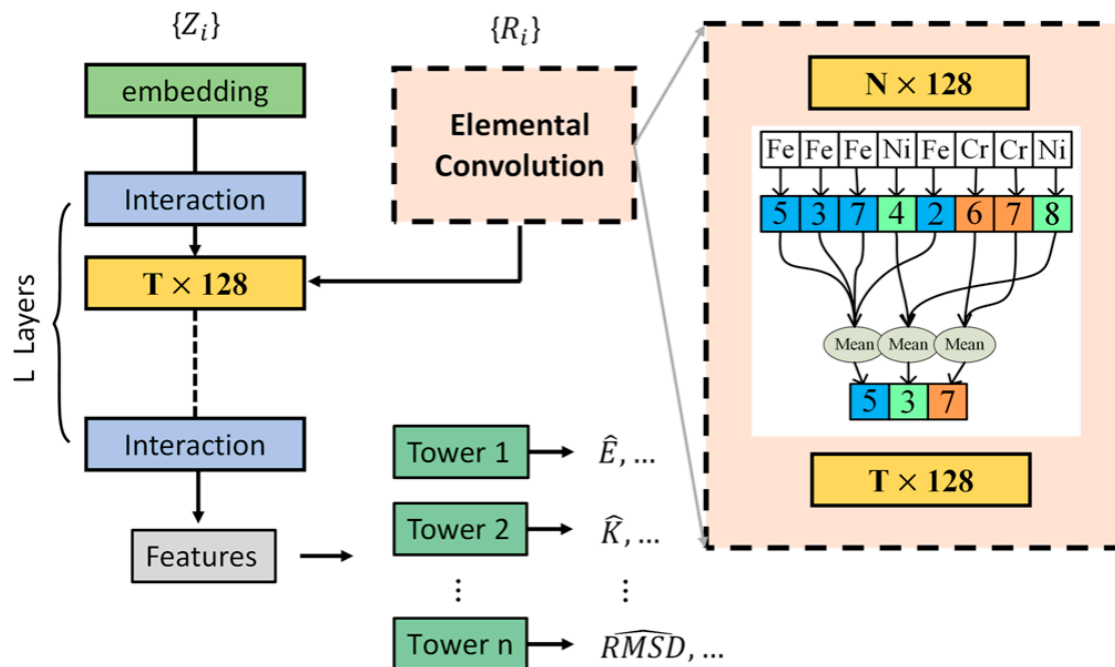 {Z_i}
{R_i}
embedding
Interaction
T × 128
L Layers
Interaction
Features
Elemental
Convolution
Tower 1
Ê, ...
Tower 2
K̂, ...
⋮ ⋮
Tower n
\widehat{RMSD}, ...
N × 128
Fe Fe Fe Ni Fe Cr Cr Ni
5 3 7 4 2 6 7 8
Mean Mean Mean
5 3 7
T × 128